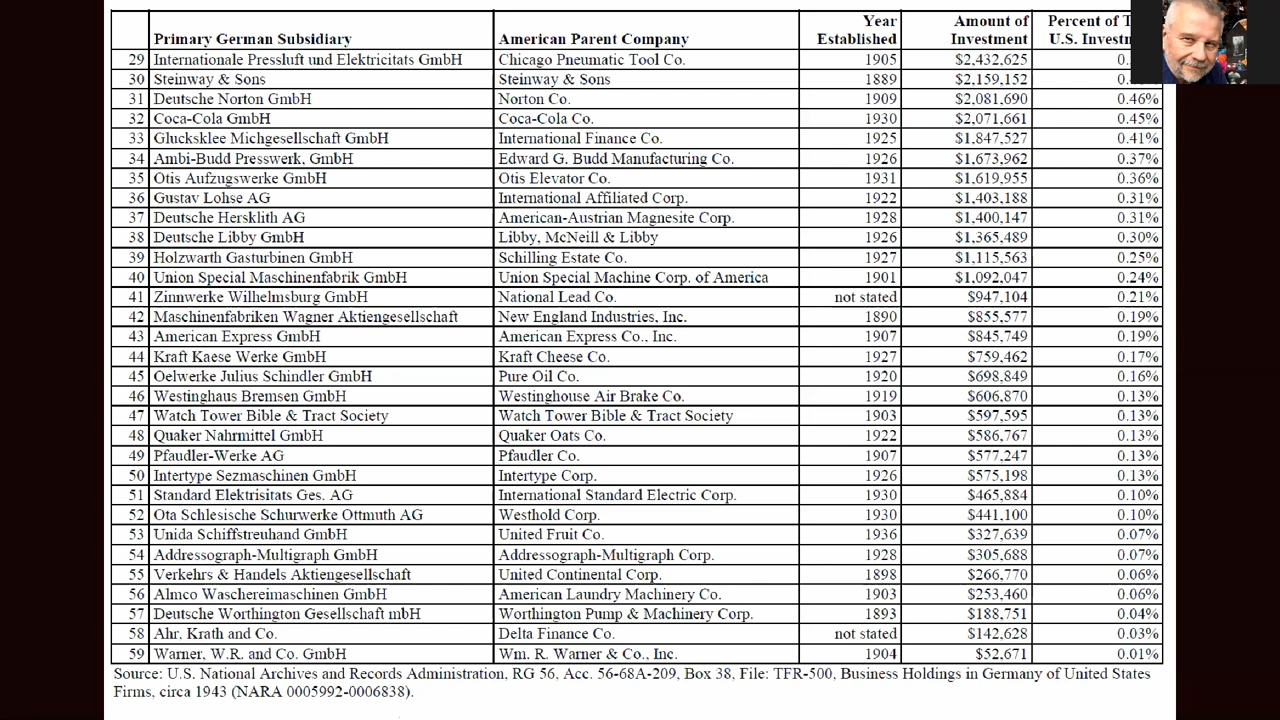 Primary German Subsidiary American Parent Company Year Established Amount of Investment Percent of U.S.
29 Internationale Pressluft und Elektricitats GmbH Chicago Pneumatic Tool Co. 1905 $2,432,625
30 Steinway & Sons Steinway & Sons 1889 $2,159,152
31 Deutsche Norton GmbH Norton Co. 1909 $2,081,690 0.46%
32 Coca-Cola GmbH Coca-Cola Co. 1930 $2,071,661 0.45%
33 Glucksklee Michgesellschaft GmbH International Finance Co. 1925 $1,847,527 0.41%
34 Ambi-Budd Presswerk, GmbH Edward G. Budd Manufacturing Co. 1926 $1,673,962 0.37%
35 Otis Aufzugswerke GmbH Otis Elevator Co. 1931 $1,619,955 0.36%
36 Gustav Lohse AG International Affiliated Corp. 1922 $1,403,188 0.31%
37 Deutsche Hersklith AG American-Austrian Magnesite Corp. 1928 $1,400,147 0.31%
38 Deutsche Libby GmbH Libby, McNeill & Libby 1926 $1,365,489 0.30%
39 Holzwarth Gasturbinen GmbH Schilling Estate Co. 1927 $1,115,563 0.25%
40 Union Special Maschinenfabrik GmbH Union Special Machine Corp. of America 1901 $1,092,047 0.24%
41 Zinnwerke Wilhelmsburg GmbH National Lead Co. not stated $947,104 0.21%
42 Maschinenfabriken Wagner Aktiengesellschaft New England Industries, Inc. 1890 $855,577 0.19%
43 American Express GmbH American Express Co., Inc. 1907 $845,749 0.19%
44 Kraft Kaese Werke GmbH Kraft Cheese Co. 1927 $759,462 0.17%
45 Oelwerke Julius Schindler GmbH Pure Oil Co. 1920 $698,849 0.16%
46 Westinghaus Bremsen GmbH Westinghouse Air Brake Co. 1919 $606,870 0.13%
47 Watch Tower Bible & Tract Society Watch Tower Bible & Tract Society 1903 $597,595 0.13%
48 Quaker Nahrmittel GmbH Quaker Oats Co. 1922 $586,767 0.13%
49 Pfaudler-Werke AG Pfaudler Co. 1907 $577,247 0.13%
50 Intertype Sezmaschinen GmbH Intertype Corp. 1926 $575,198 0.13%
51 Standard Elektrisitats Ges. AG International Standard Electric Corp. 1930 $465,884 0.10%
52 Ota Schlesische Schurwerke Ottmuth AG Westhold Corp. 1930 $441,100 0.10%
53 Unida Schiffstreuhand GmbH United Fruit Co. 1936 $327,639 0.07%
54 Addressograph-Multigraph GmbH Addressograph-Multigraph Corp. 1928 $305,688 0.07%
55 Verkehrs & Handels Aktiengesellschaft United Continental Corp. 1898 $266,770 0.06%
56 Almco Waschereimaschinen GmbH American Laundry Machinery Co. 1903 $253,460 0.06%
57 Deutsche Worthington Gesellschaft mbH Worthington Pump & Machinery Corp. 1893 $188,751 0.04%
58 Ahr, Krath and Co. Delta Finance Co. not stated $142,628 0.03%
59 Warner, W.R. and Co. GmbH Wm. R. Warner & Co., Inc. 1904 $52,671 0.01%
Source: U.S. National Archives and Records Administration, RG 56, Acc. 56-68A-209, Box 38, File: TFR-500, Business Holdings in Germany of United States
Firms, circa 1943 (NARA 0005992-0006838).